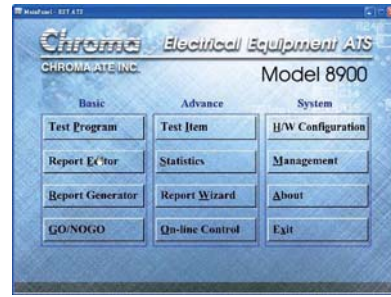 MainPanel - EET ATS
Chroma Electrical Equipment ATS
CHROMA ATE INC.
Model 8900
Basic Advance System
Test Program Test Item H/W Configuration
Report Editor Statistics Management
Report Generator Report Wizard About
GO/NOGO On-line Control Exit